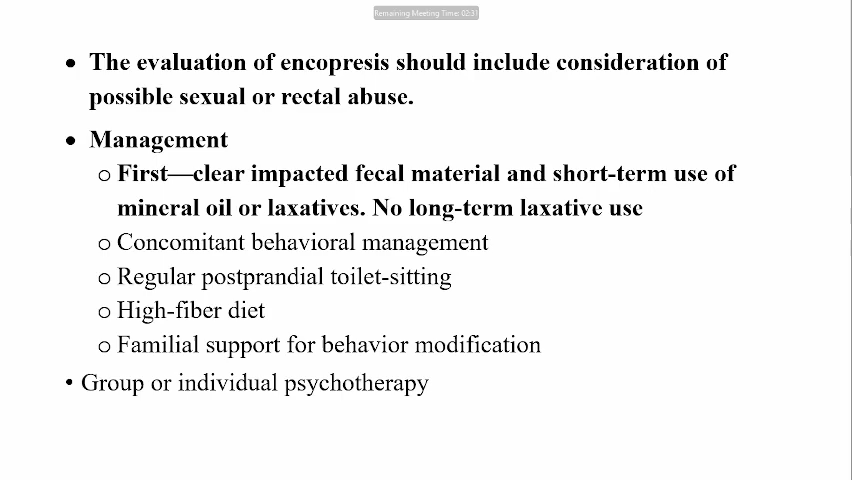 Remaining Meeting Time: 02:31
• The evaluation of encopresis should include consideration of
possible sexual or rectal abuse.
• Management
o First—clear impacted fecal material and short-term use of
mineral oil or laxatives. No long-term laxative use
o Concomitant behavioral management
o Regular postprandial toilet-sitting
o High-fiber diet
o Familial support for behavior modification
• Group or individual psychotherapy